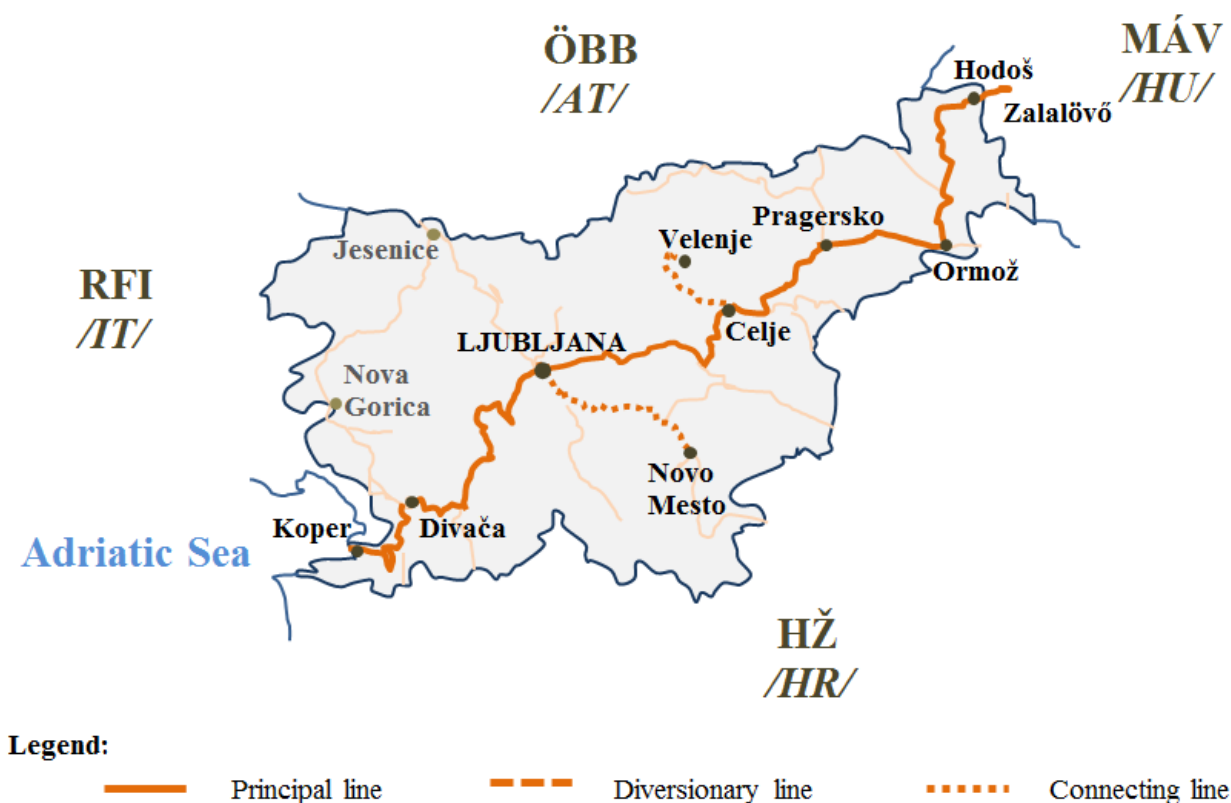 ÖBB
/AT/
MÁV
/HU/
Hodoš
Zalalövő
Pragersko
Velenje
Jesenice
Ormož
RFI
/IT/
Celje
LJUBLJANA
Nova
Gorica
Novo
Mesto
Koper
Divača
Adriatic Sea
HŽ
/HR/
Legend:
Principal line
Diversionary line
Connecting line